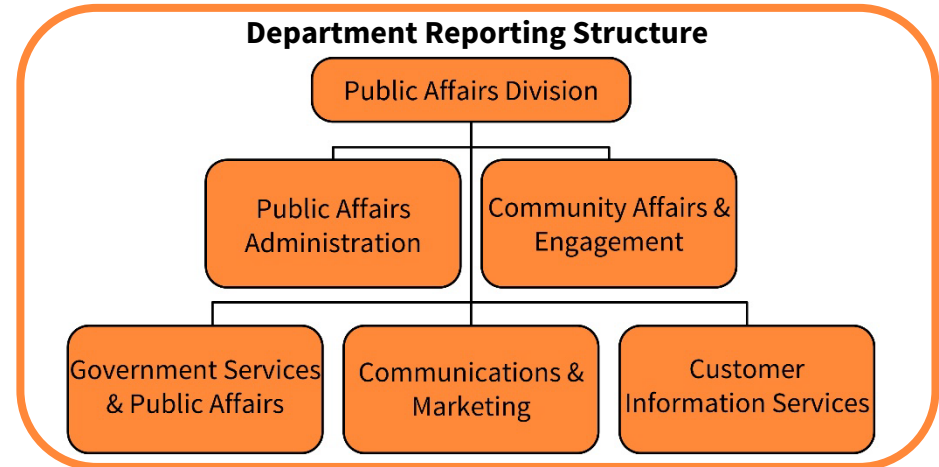 Department Reporting Structure
Public Affairs Division
Public Affairs
Administration
Community Affairs &
Engagement
Government Services
& Public Affairs
Communications &
Marketing
Customer
Information Services